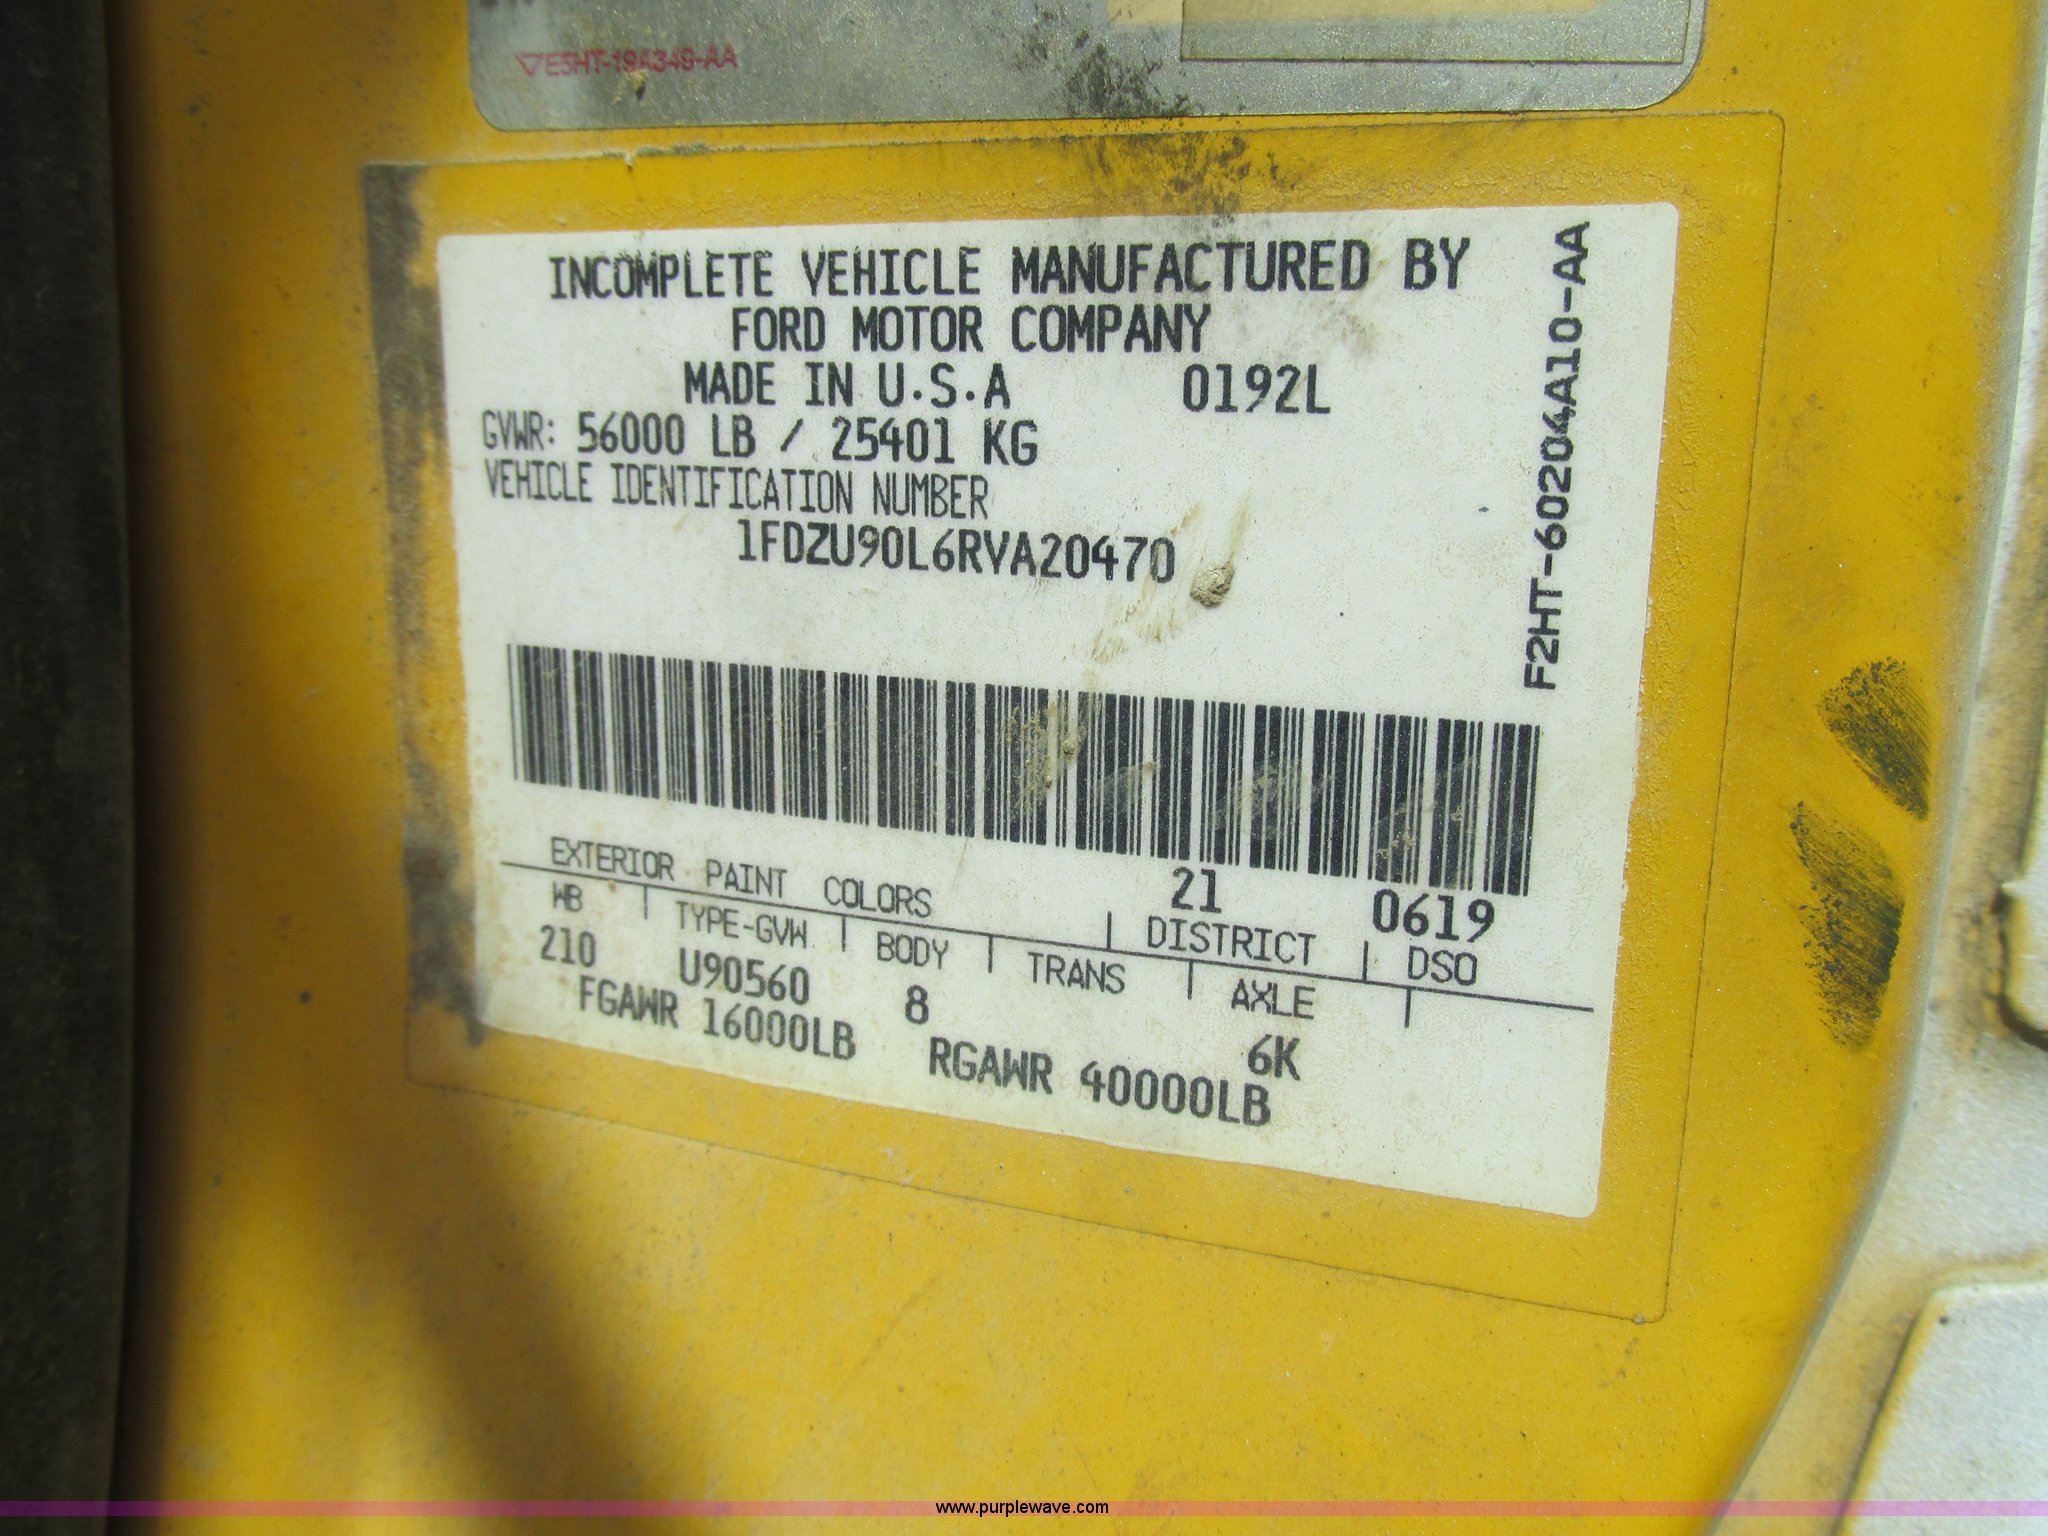 ▽E5HT-19A349-AA
INCOMPLETE VEHICLE MANUFACTURED BY
FORD MOTOR COMPANY
MADE IN U.S.A 0192L
GVWR: 56000 LB / 25401 KG
VEHICLE IDENTIFICATION NUMBER
1FDZU90L6RVA20470
F2HT-60204A10-AA
21 0619
EXTERIOR PAINT COLORS DISTRICT DSO
WB TYPE-GVW BODY TRANS AXLE
210 U90560 8 6K
FGAWR 16000LB RGAWR 40000LB
www.purplewave.com